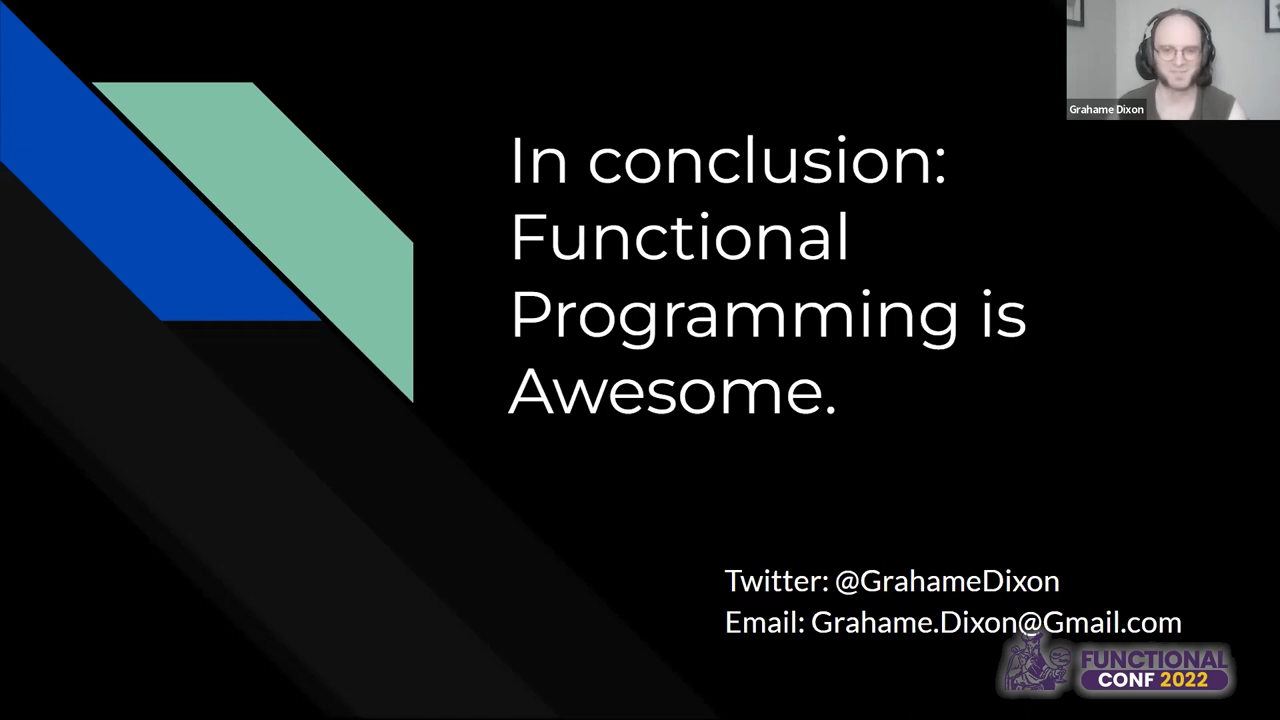 Grahame Dixon
In conclusion:
Functional
Programming is
Awesome.
Twitter: @GrahameDixon
Email: Grahame.Dixon@Gmail.com
FUNCTIONAL
CONF 2022